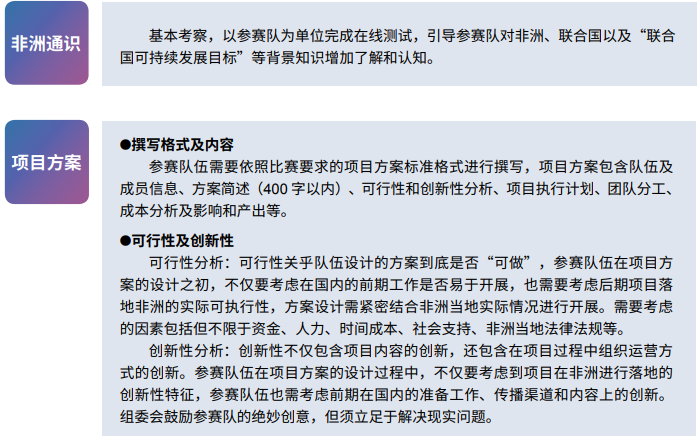 非洲通识
基本考察，以参赛队为单位完成在线测试，引导参赛队对非洲、联合国以及“联合
国可持续发展目标”等背景知识增加了解和认知。
项目方案
●撰写格式及内容
参赛队伍需要依照比赛要求的项目方案标准格式进行撰写，项目方案包含队伍及
成员信息、方案简述（400 字以内）、可行性和创新性分析、项目执行计划、团队分工、
成本分析及影响和产出等。
●可行性及创新性
可行性分析：可行性关乎队伍设计的方案到底是否“可做”，参赛队伍在项目方
案的设计之初，不仅要考虑在国内的前期工作是否易于开展，也需要考虑后期项目落
地非洲的实际可执行性，方案设计需紧密结合非洲当地实际情况进行开展。需要考虑
的因素包括但不限于资金、人力、时间成本、社会支持、非洲当地法律法规等。
创新性分析：创新性不仅包含项目内容的创新，还包含在项目过程中组织运营方
式的创新。参赛队伍在项目方案的设计过程中，不仅要考虑到项目在非洲进行落地的
创新性特征，参赛队伍也需考虑前期在国内的准备工作、传播渠道和内容上的创新。
组委会鼓励参赛队的绝妙创意，但须立足于解决现实问题。